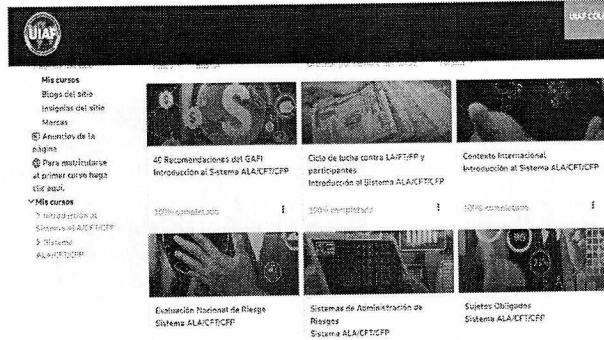 UIAF
UIAF COL
Mis cursos
Blogs del sitio
Insignias del sitio
Marcas
Anuncios de la
página
Para matricularse
al primer curso haga
clic aquí.
Mis cursos
Introducción al
Sistema ALA/CFT/CFP
Sistema
ALA/CFT/CFP
40 Recomendaciones del GAFI
Introducción al Sistema ALA/CFT/CFP
100% completado
Ciclo de lucha contra LA/FT/FP y
participantes
Introducción al Sistema ALA/CFT/CFP
100% completado
Contexto Internacional
Introducción al Sistema ALA/CFT/CFP
100% completado
Evaluación Nacional de Riesgo
Sistema ALA/CFT/CFP
Sistemas de Administración de
Riesgos
Sistema ALA/CFT/CFP
Sujetos Obligados
Sistema ALA/CFT/CFP